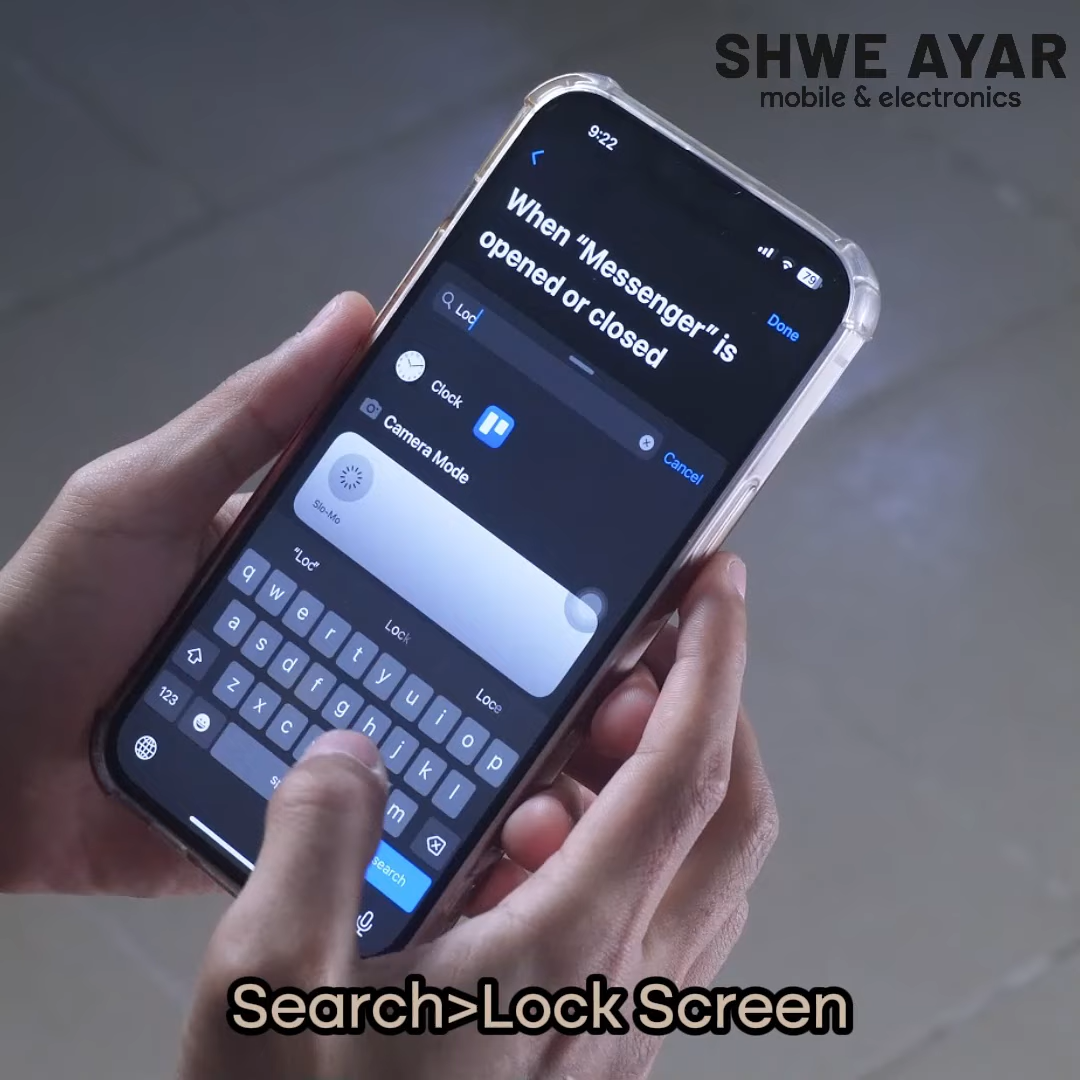 SHWE AYAR
mobile & electronics
9:22
79
When “Messenger” is
opened or closed
Done
Loc
Cancel
Clock
Camera Mode
Slo-Mo
“Loc”
Lock
Loce
q w e r t y u i o p
a s d f g h j k l
z x c m
123
search
Search>Lock Screen